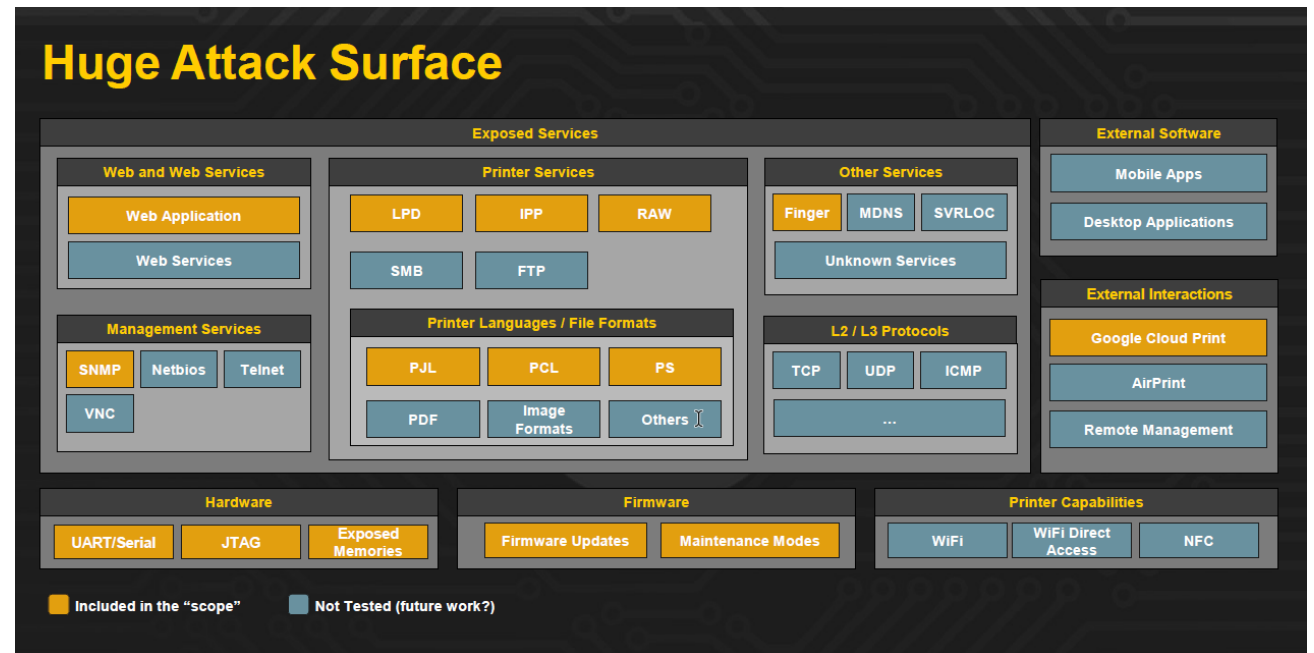 Huge Attack Surface
Exposed Services
Web and Web Services
Web Application
Web Services
Management Services
SNMP
Netbios
Telnet
VNC
Printer Services
LPD
IPP
RAW
SMB
FTP
Printer Languages / File Formats
PJL
PCL
PS
PDF
Image
Formats
Others
Other Services
Finger
MDNS
SVRLOC
Unknown Services
L2 / L3 Protocols
TCP
UDP
ICMP
...
External Software
Mobile Apps
Desktop Applications
External Interactions
Google Cloud Print
AirPrint
Remote Management
Hardware
UART/Serial
JTAG
Exposed
Memories
Firmware
Firmware Updates
Maintenance Modes
Printer Capabilities
WiFi
WiFi Direct
Access
NFC
Included in the “scope”
Not Tested (future work?)